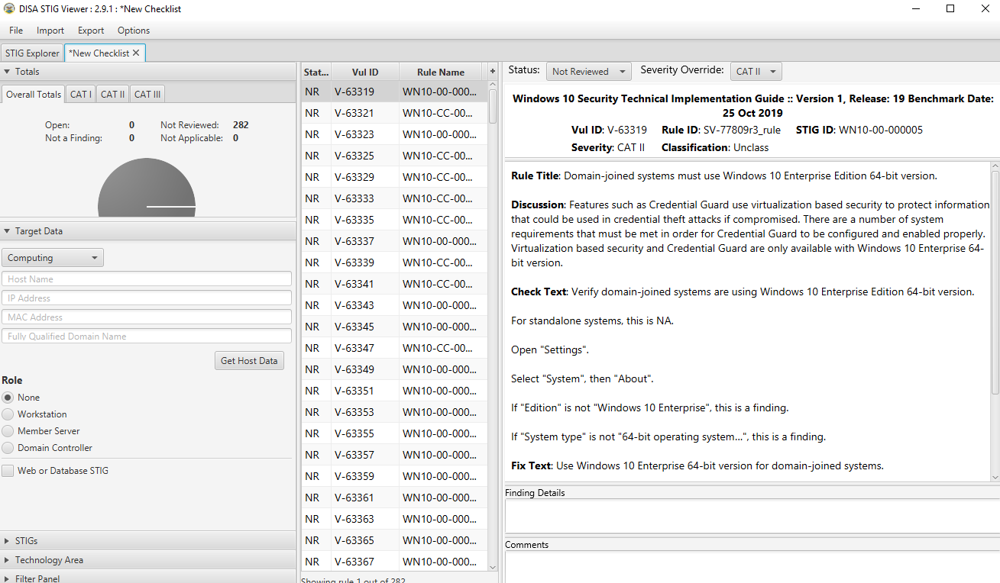 DISA STIG Viewer : 2.9.1 : *New Checklist
File Import Export Options
STIG Explorer *New Checklist
Totals
Overall Totals CAT I CAT II CAT III
Open: 0 Not Reviewed: 282
Not a Finding: 0 Not Applicable: 0
Target Data
Computing
Host Name
IP Address
MAC Address
Fully Qualified Domain Name
Get Host Data
Role
None
Workstation
Member Server
Domain Controller
Web or Database STIG
STIGs
Technology Area
Filter Panel
Stat... Vul ID Rule Name +
NR V-63319 WN10-00-000...
NR V-63321 WN10-CC-00...
NR V-63323 WN10-00-000...
NR V-63325 WN10-CC-00...
NR V-63329 WN10-CC-00...
NR V-63333 WN10-CC-00...
NR V-63335 WN10-CC-00...
NR V-63337 WN10-00-000...
NR V-63339 WN10-CC-00...
NR V-63341 WN10-CC-00...
NR V-63343 WN10-00-000...
NR V-63345 WN10-00-000...
NR V-63347 WN10-CC-00...
NR V-63349 WN10-00-000...
NR V-63351 WN10-00-000...
NR V-63353 WN10-00-000...
NR V-63355 WN10-00-000...
NR V-63357 WN10-00-000...
NR V-63359 WN10-00-000...
NR V-63361 WN10-00-000...
NR V-63363 WN10-00-000...
NR V-63365 WN10-00-000...
NR V-63367 WN10-00-000...
Showing rule 1 out of 282
Status: Not Reviewed Severity Override: CAT II
Windows 10 Security Technical Implementation Guide :: Version 1, Release: 19 Benchmark Date:
25 Oct 2019
Vul ID: V-63319 Rule ID: SV-77809r3_rule STIG ID: WN10-00-000005
Severity: CAT II Classification: Unclass
Rule Title: Domain-joined systems must use Windows 10 Enterprise Edition 64-bit version.
Discussion: Features such as Credential Guard use virtualization based security to protect information
that could be used in credential theft attacks if compromised. There are a number of system
requirements that must be met in order for Credential Guard to be configured and enabled properly.
Virtualization based security and Credential Guard are only available with Windows 10 Enterprise 64-
bit version.
Check Text: Verify domain-joined systems are using Windows 10 Enterprise Edition 64-bit version.
For standalone systems, this is NA.
Open "Settings".
Select "System", then "About".
If "Edition" is not "Windows 10 Enterprise", this is a finding.
If "System type" is not "64-bit operating system...", this is a finding.
Fix Text: Use Windows 10 Enterprise 64-bit version for domain-joined systems.
Finding Details
Comments